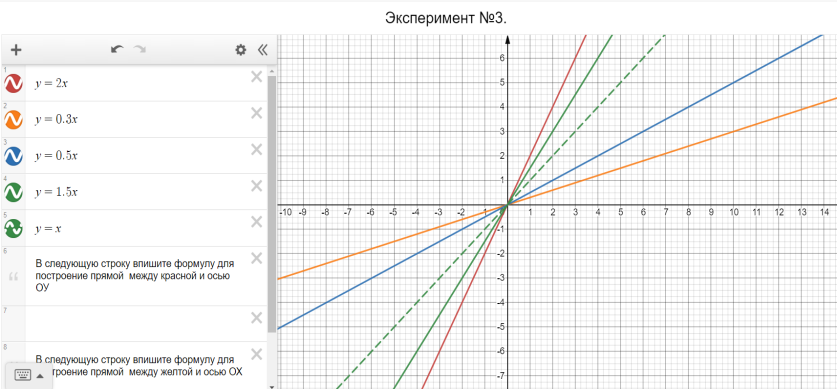 Эксперимент №3.
1
y = 2x
2
y = 0.3x
3
y = 0.5x
4
y = 1.5x
5
y = x
6
В следующую строку впишите формулу для
построение прямой между красной и осью
ОУ
7
8
В следующую строку впишите формулу для
троение прямой между желтой и осью ОХ
6
5
4
3
2
1
-10 -9 -8 -7 -6 -5 -4 -3 -2 -1 0 1 2 3 4 5 6 7 8 9 10 11 12 13 14
-1
-2
-3
-4
-5
-6
-7